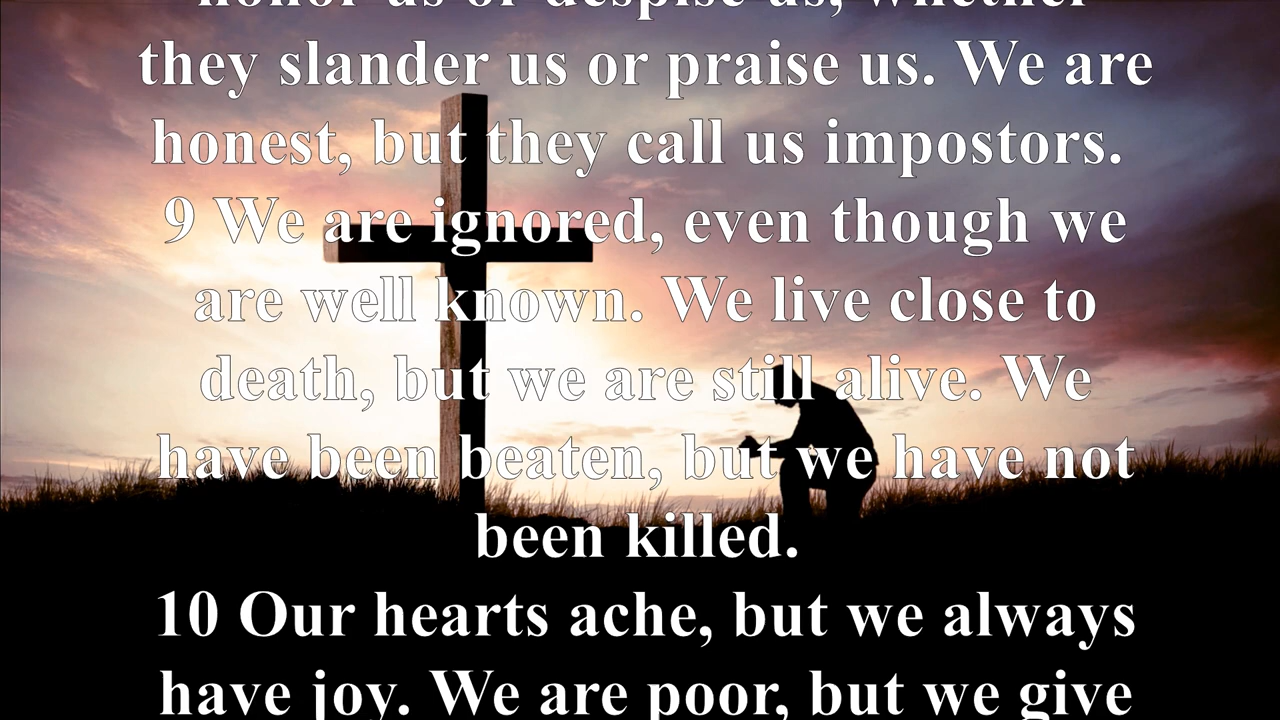 honor us or despise us, whether
they slander us or praise us. We are
honest, but they call us impostors.
9 We are ignored, even though we
are well known. We live close to
death, but we are still alive. We
have been beaten, but we have not
been killed.
10 Our hearts ache, but we always
have joy. We are poor, but we give